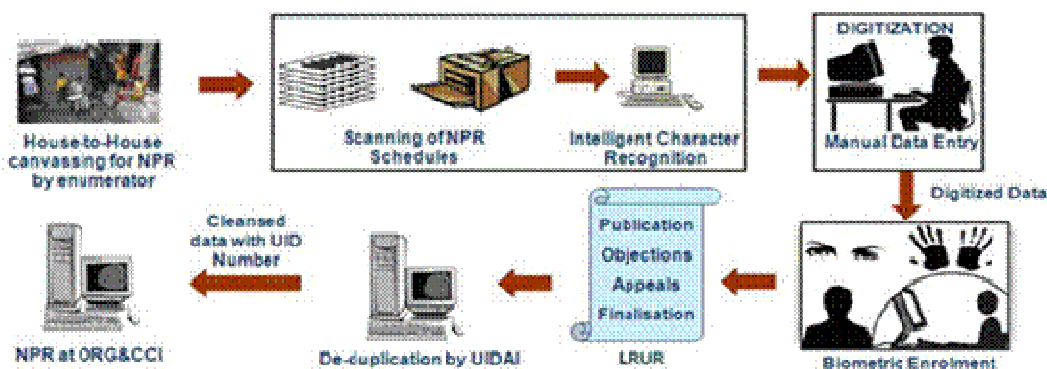 House-to-House
canvassing for NPR
by enumerator
Scanning of NPR
Schedules
Intelligent Character
Recognition
DIGITIZATION
Manual Data Entry
Digitized Data
Biometric Enrolment
Publication
Objections
Appeals
Finalisation
LRUR
De-duplication by UIDAI
Cleansed
data with UID
Number
NPR at ORG&CCI